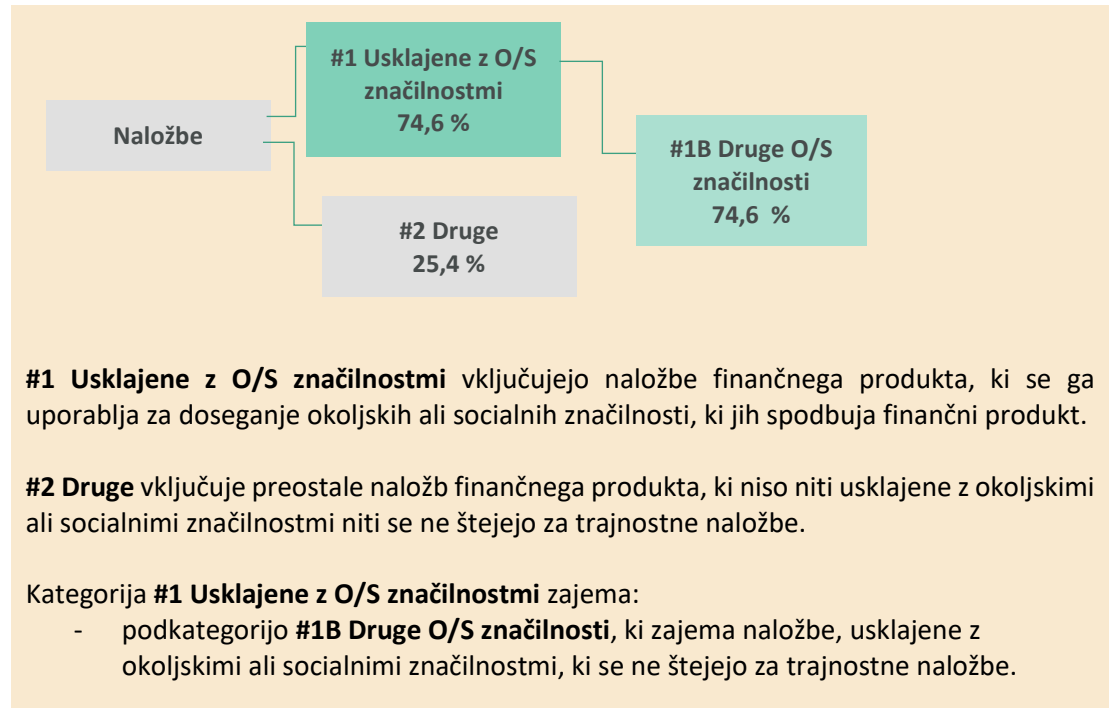 #1 Usklajene z O/S
značilnostmi
74,6 %
Naložbe
#1B Druge O/S
značilnosti
74,6 %
#2 Druge
25,4 %
#1 Usklajene z O/S značilnostmi vključujejo naložbe finančnega produkta, ki se ga
uporablja za doseganje okoljskih ali socialnih značilnosti, ki jih spodbuja finančni produkt.
#2 Druge vključuje preostale naložb finančnega produkta, ki niso niti usklajene z okoljskimi
ali socialnimi značilnostmi niti se ne štejejo za trajnostne naložbe.
Kategorija #1 Usklajene z O/S značilnostmi zajema:
- podkategorijo #1B Druge O/S značilnosti, ki zajema naložbe, usklajene z
okoljskimi ali socialnimi značilnostmi, ki se ne štejejo za trajnostne naložbe.